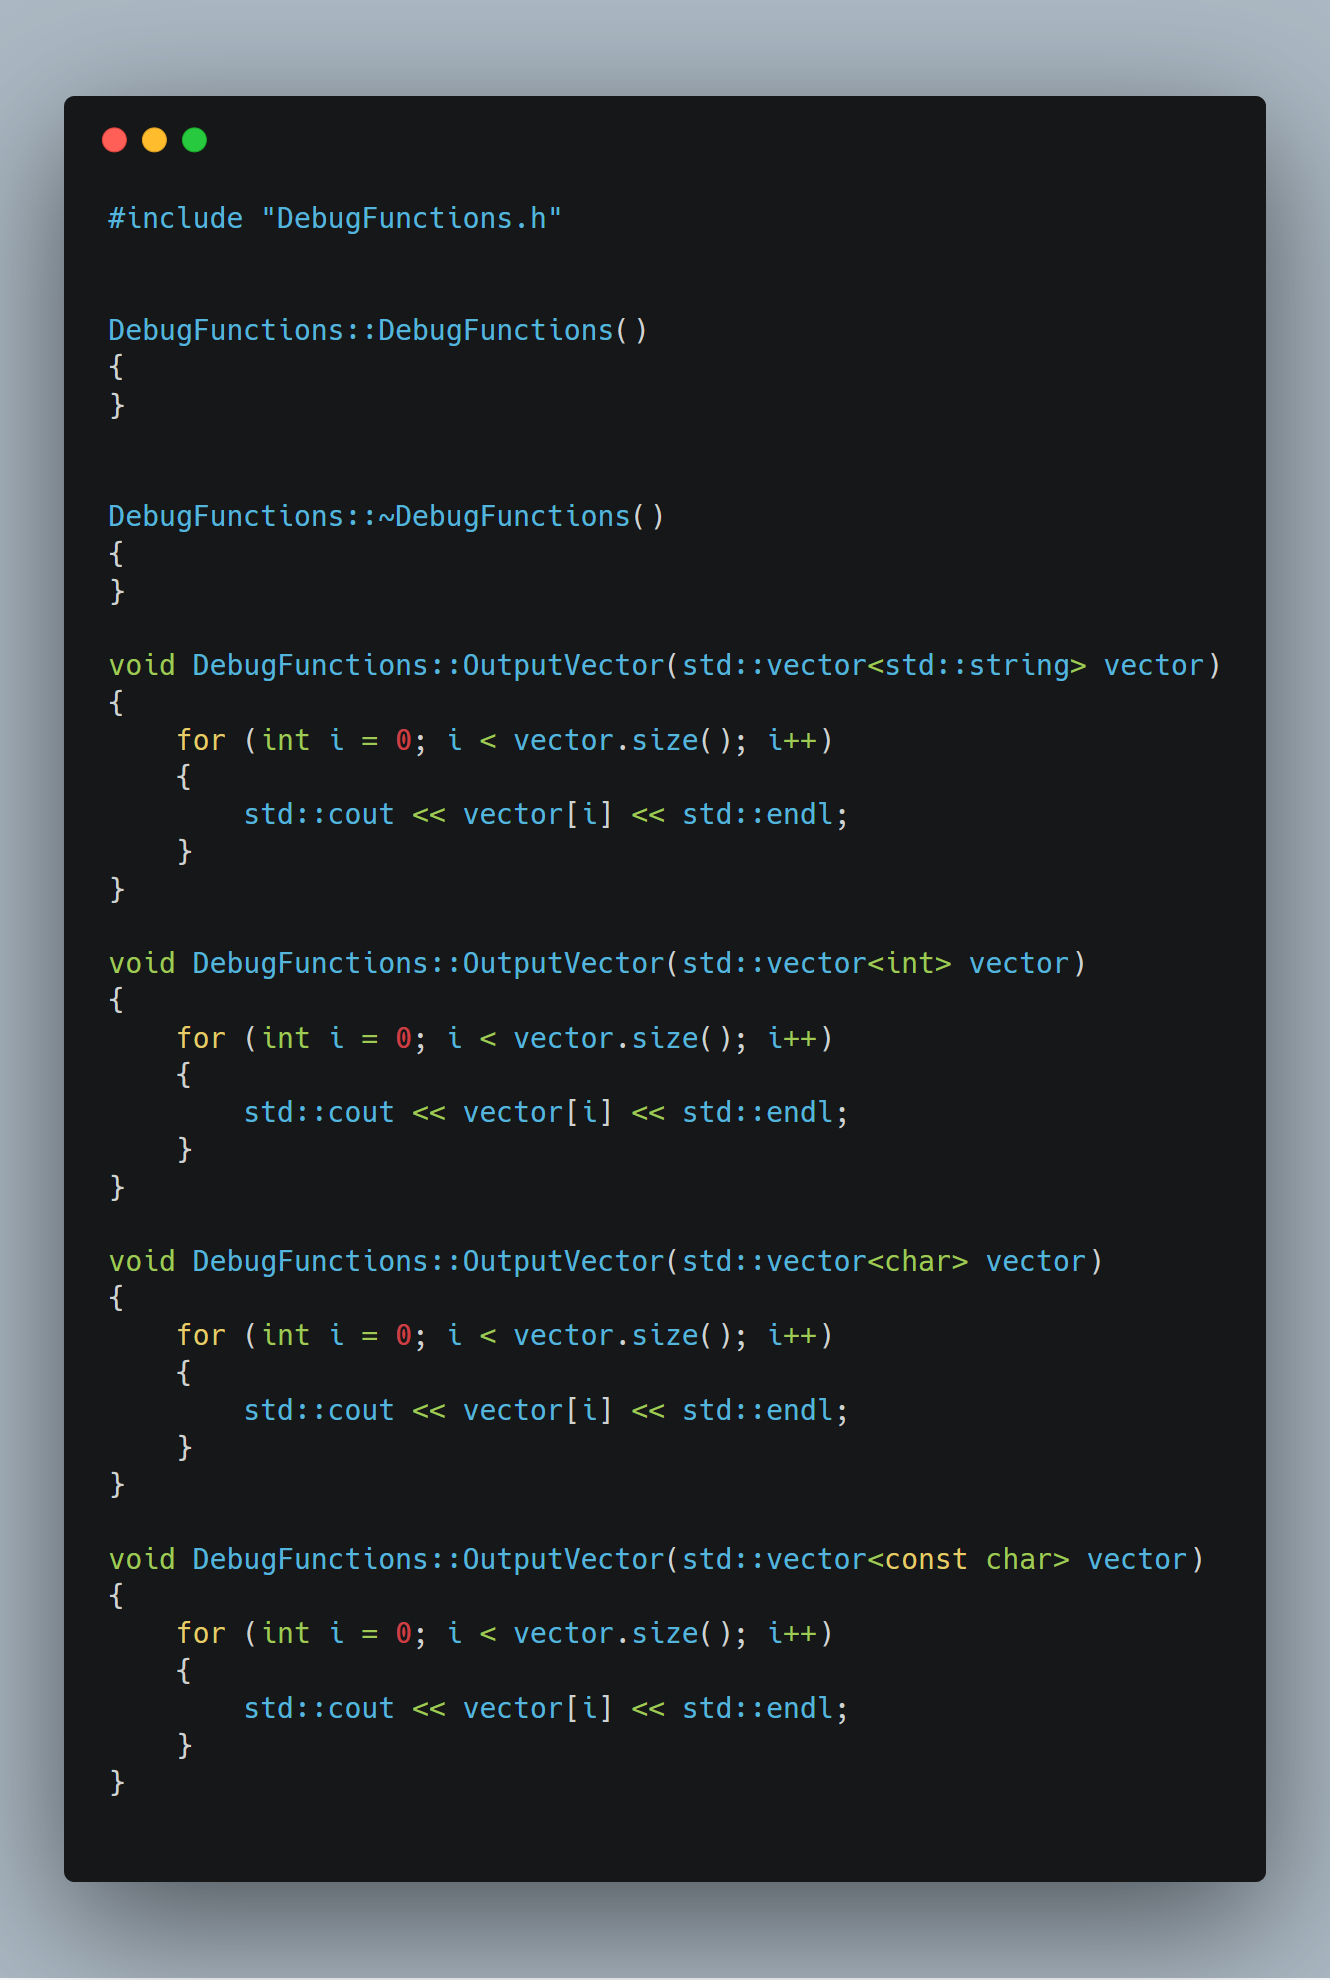 #include "DebugFunctions.h"
DebugFunctions::DebugFunctions()
{
}
DebugFunctions::~DebugFunctions()
{
}
void DebugFunctions::OutputVector(std::vector<std::string> vector)
{
    for (int i = 0; i < vector.size(); i++)
    {
        std::cout << vector[i] << std::endl;
    }
}
void DebugFunctions::OutputVector(std::vector<int> vector)
{
    for (int i = 0; i < vector.size(); i++)
    {
        std::cout << vector[i] << std::endl;
    }
}
void DebugFunctions::OutputVector(std::vector<char> vector)
{
    for (int i = 0; i < vector.size(); i++)
    {
        std::cout << vector[i] << std::endl;
    }
}
void DebugFunctions::OutputVector(std::vector<const char> vector)
{
    for (int i = 0; i < vector.size(); i++)
    {
        std::cout << vector[i] << std::endl;
    }
}